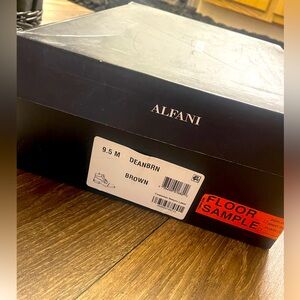 ALFANI
9.5 M DEANBRN
BROWN
FLOOR
SAMPLE